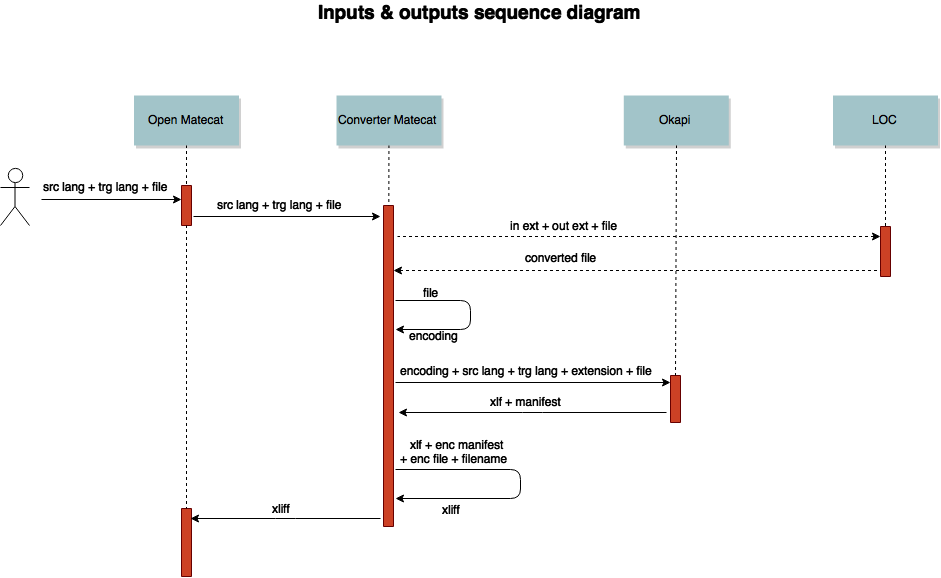 Inputs & outputs sequence diagram
Open Matecat
Converter Matecat
Okapi
LOC
src lang + trg lang + file
src lang + trg lang + file
in ext + out ext + file
converted file
file
encoding
encoding + src lang + trg lang + extension + file
xlf + manifest
xlf + enc manifest
+ enc file + filename
xliff
xliff